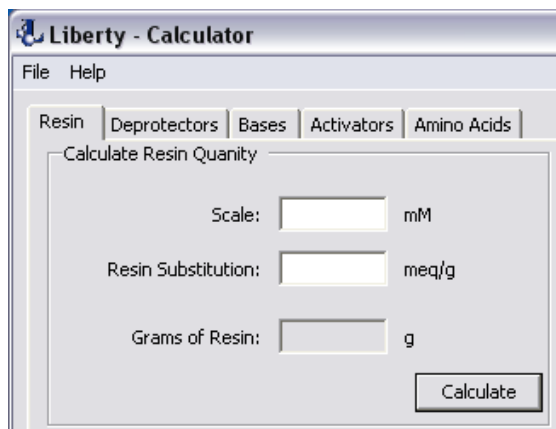 Liberty - Calculator
File Help
Resin Deprotectors Bases Activators Amino Acids
Calculate Resin Quanity
Scale: mM
Resin Substitution: meq/g
Grams of Resin: g
Calculate